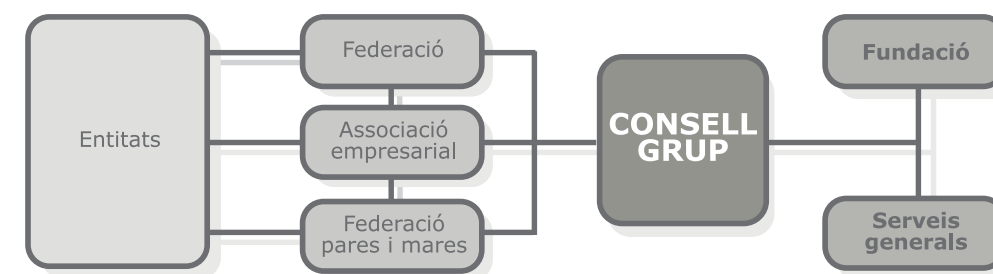 Entitats
Federació
Associació
empresarial
Federació
pares i mares
CONSELL
GRUP
Fundació
Serveis
generals